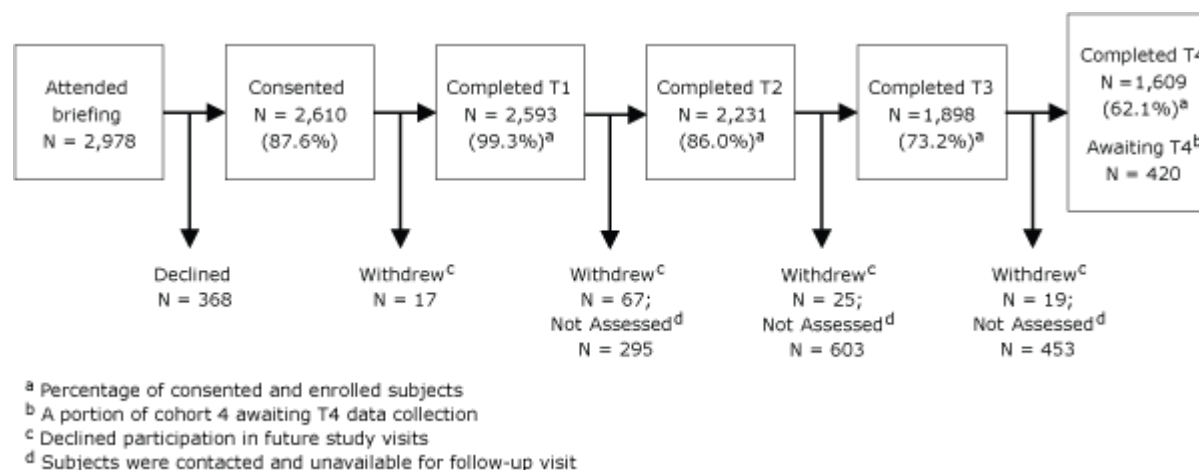 Attended
briefing
N = 2,978
Consented
N = 2,610
(87.6%)
Completed T1
N = 2,593
(99.3%)a
Completed T2
N = 2,231
(86.0%)a
Completed T3
N =1,898
(73.2%)a
Completed T4
N =1,609
(62.1%)a
Awaiting T4b
N = 420
Declined
N = 368
Withdrewc
N = 17
Withdrewc
N = 67;
Not Assessedd
N = 295
Withdrewc
N = 25;
Not Assessedd
N = 603
Withdrewc
N = 19;
Not Assessedd
N = 453
a Percentage of consented and enrolled subjects
b A portion of cohort 4 awaiting T4 data collection
c Declined participation in future study visits
d Subjects were contacted and unavailable for follow-up visit